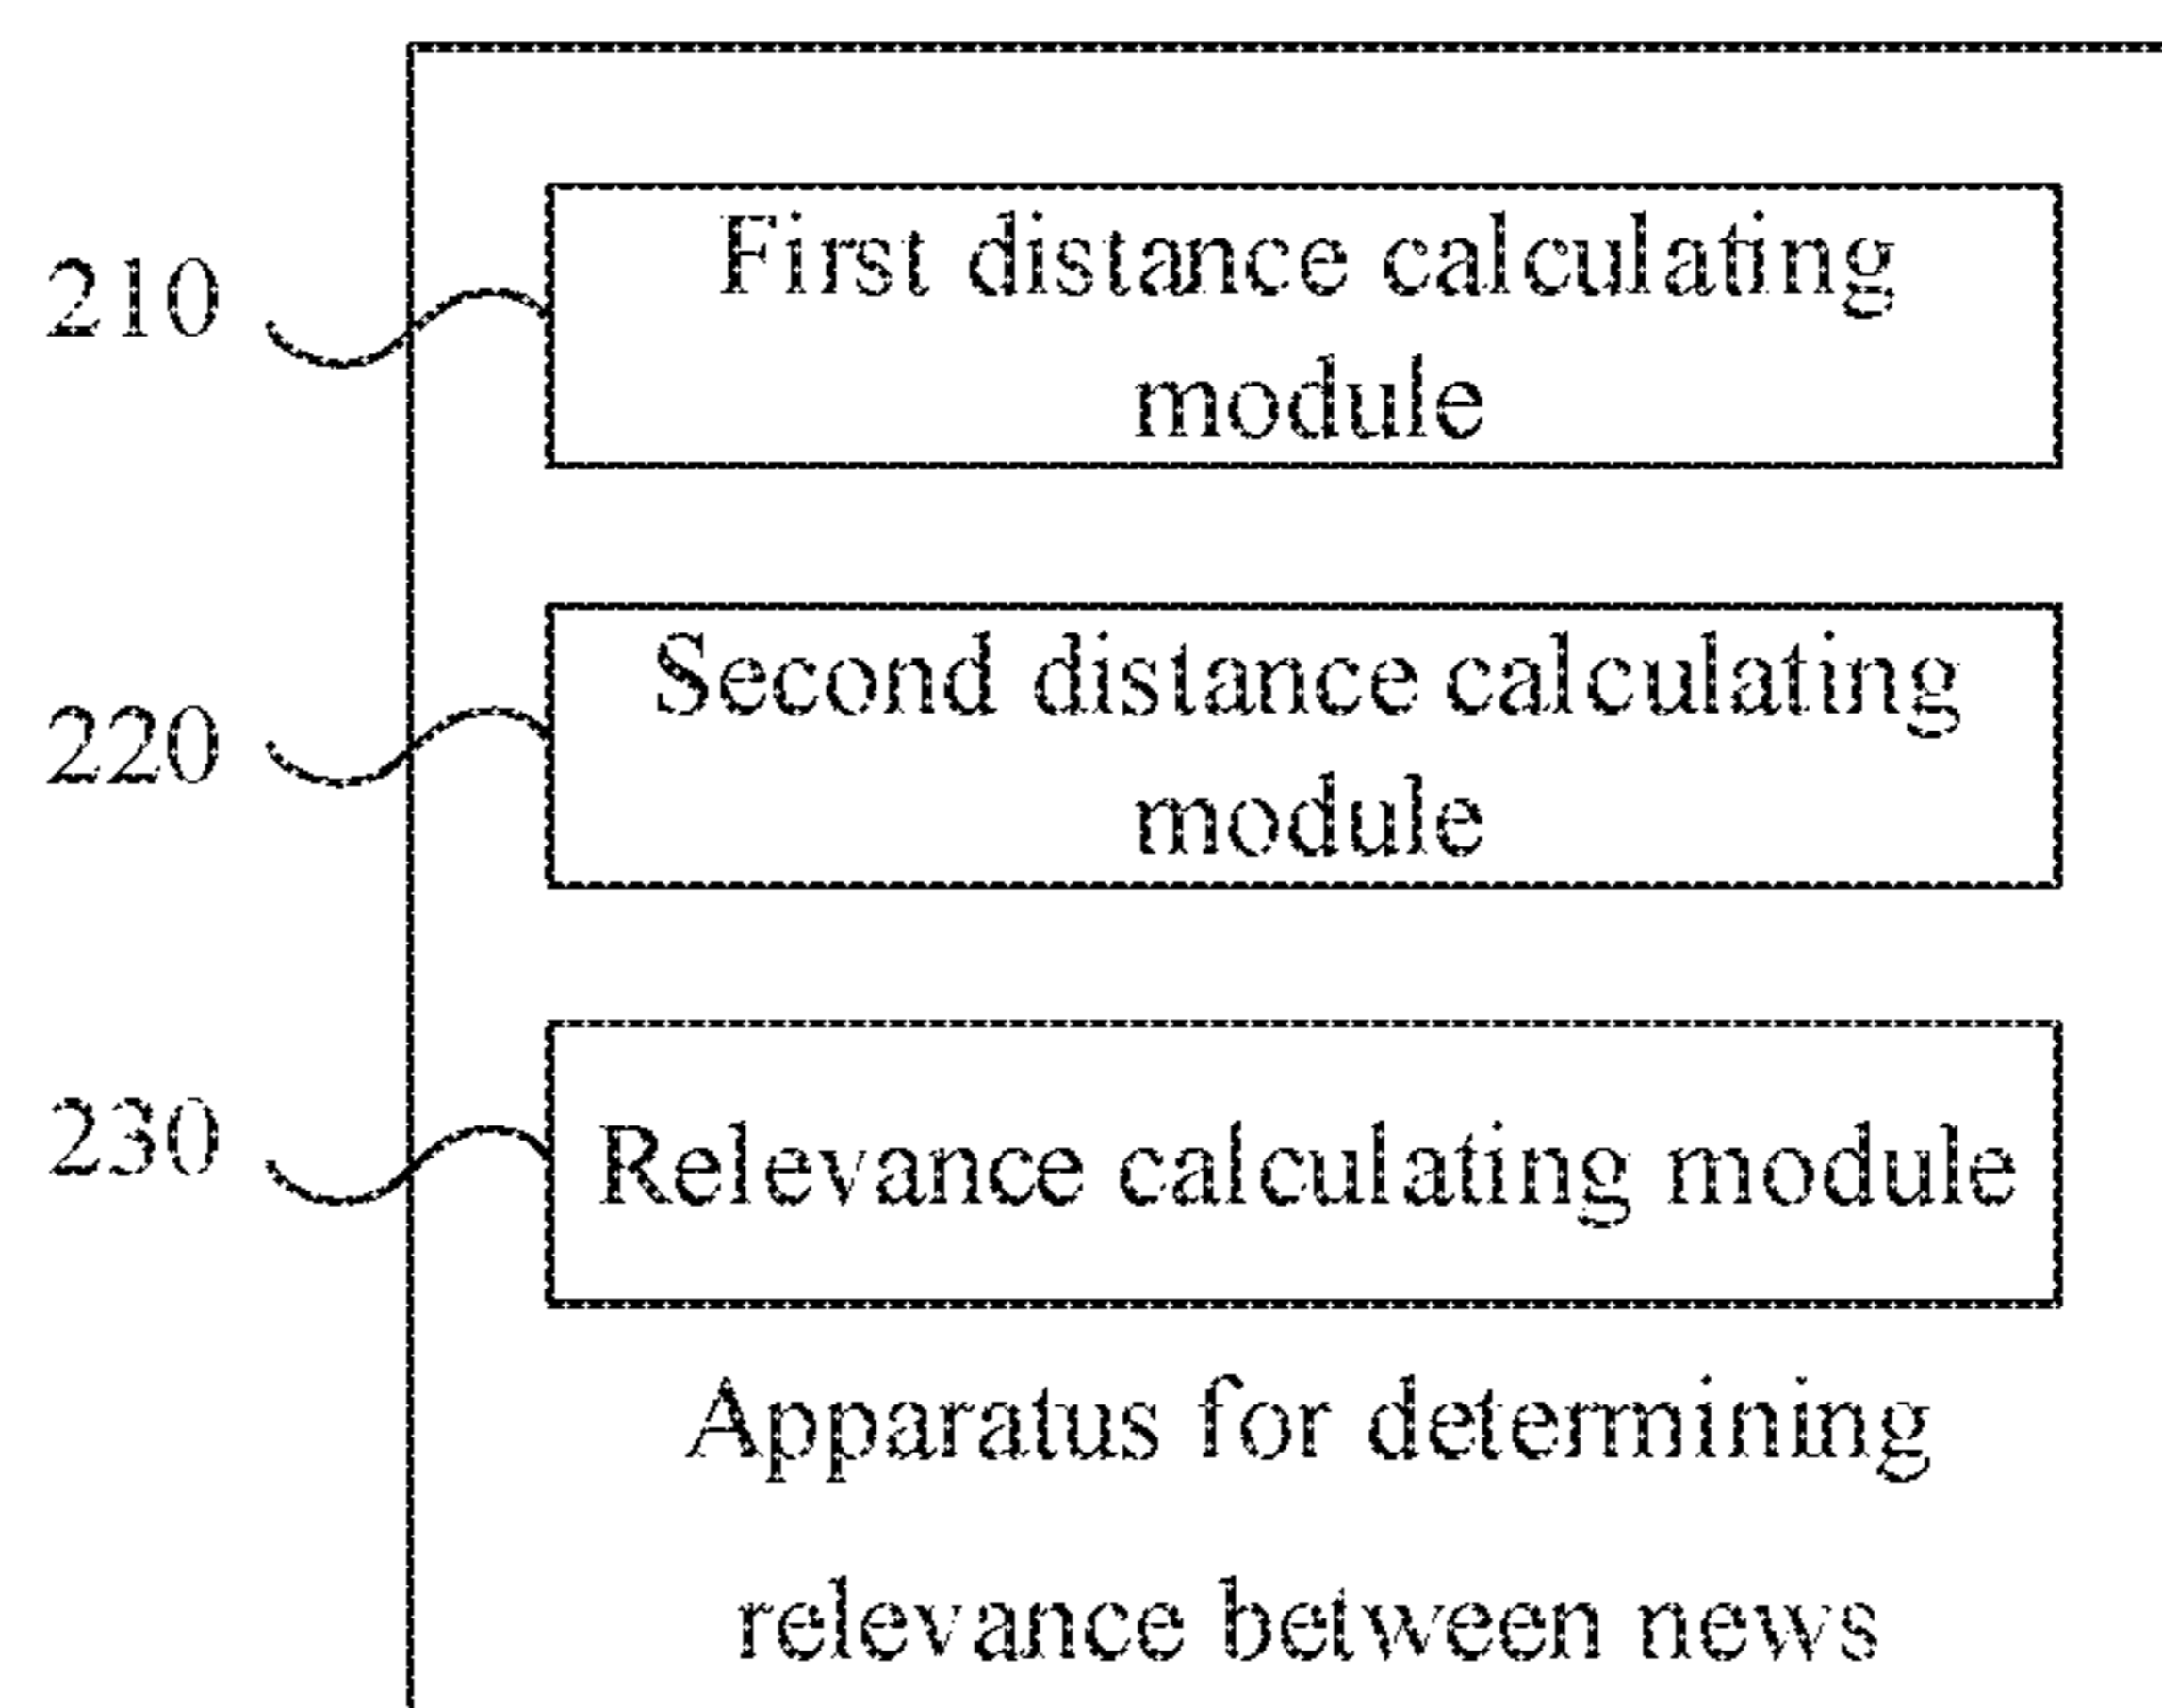 210
First distance calculating
module
220
Second distance calculating
module
230
Relevance calculating module
Apparatus for determining
relevance between news